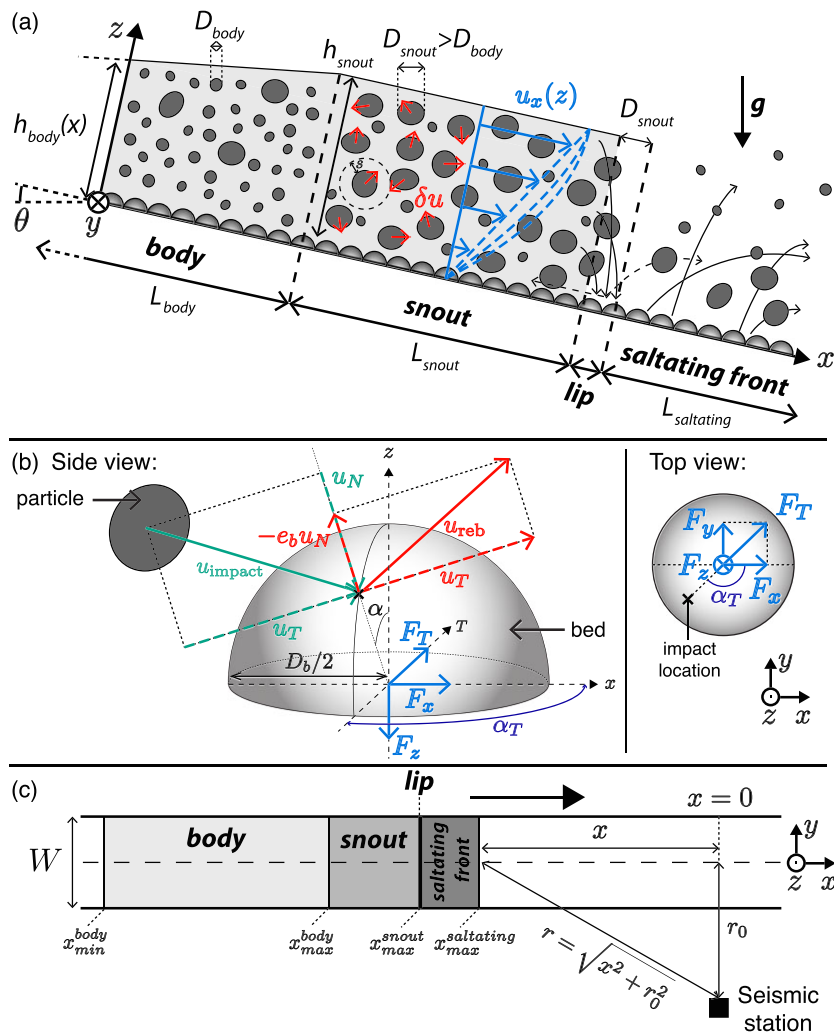 (a)
z
D_body
h_snout
D_snout>D_body
u_x(z)
D_snout
g
h_body(x)
s̄
δu
θ
y
body
snout
lip
saltating front
x
L_body
L_snout
L_saltating
(b) Side view:
Top view:
particle
z
u_N
-e_b u_N
u_reb
u_impact
u_T
u_T
α
F_T
T
bed
D_b/2
F_x
x
α_T
F_z
F_y
F_T
F_z
F_x
α_T
impact
location
y
z
x
(c)
lip
x = 0
body
snout
saltating
front
W
x
y
z
x
x_min^body
x_max^body
x_max^snout
x_max^saltating
r = √(x² + r_0²)
r_0
Seismic
station